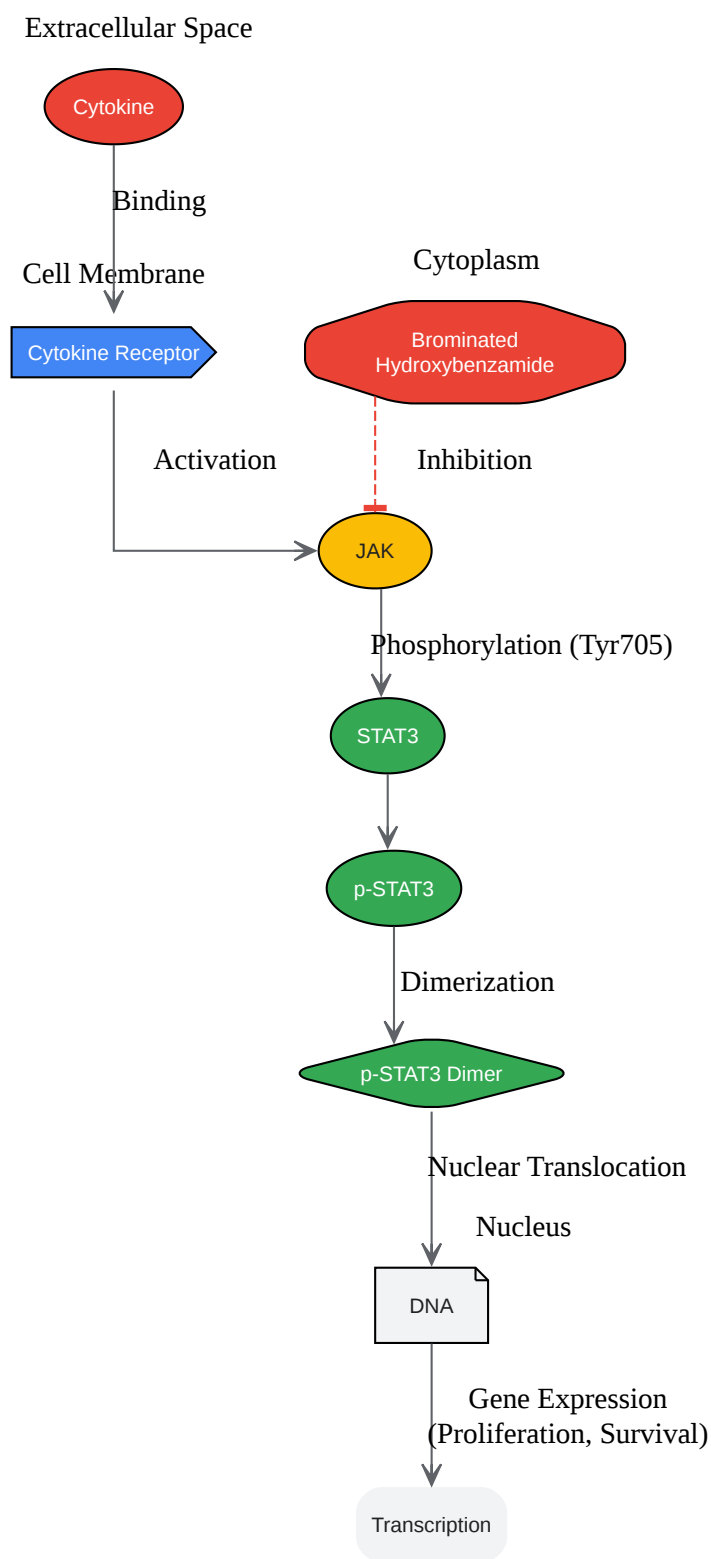 Extracellular Space
Cytokine
Binding
Cell Membrane
Cytoplasm
Cytokine Receptor
Brominated
Hydroxybenzamide
Activation
Inhibition
JAK
Phosphorylation (Tyr705)
STAT3
p-STAT3
Dimerization
p-STAT3 Dimer
Nuclear Translocation
Nucleus
DNA
Gene Expression
(Proliferation, Survival)
Transcription